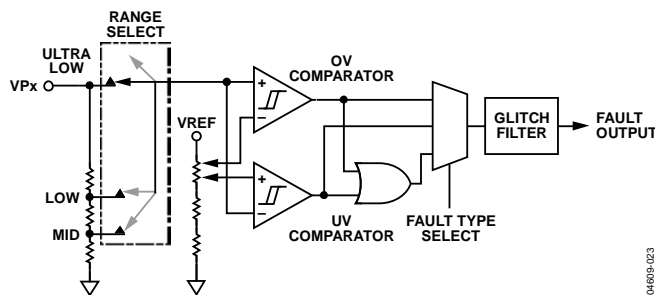 RANGE
SELECT
ULTRA
LOW
VPx
LOW
MID
VREF
OV
COMPARATOR
+
–
+
–
UV
COMPARATOR
FAULT TYPE
SELECT
GLITCH
FILTER
FAULT
OUTPUT
04609-023